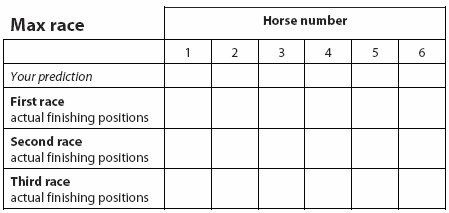 Max race
Horse number
1 2 3 4 5 6
Your prediction
First race
actual finishing positions
Second race
actual finishing positions
Third race
actual finishing positions